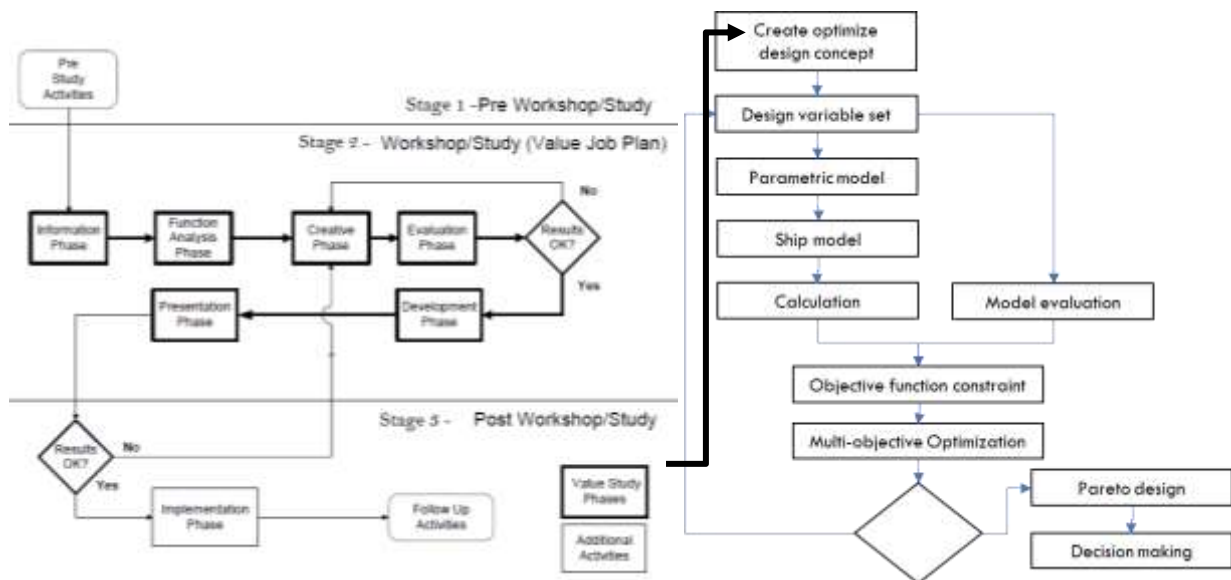 Pre
Study
Activities
Stage 1 -Pre Workshop/Study
Stage 2 - Workshop/Study (Value Job Plan)
No
Information
Phase
Function
Analysis
Phase
Creative
Phase
Evaluation
Phase
Results
OK?
Yes
Presentation
Phase
Development
Phase
Stage 3 - Post Workshop/Study
Results
OK?
No
Yes
Implementation
Phase
Follow Up
Activities
Value Study
Phases
Additional
Activities
Create optimize
design concept
Design variable set
Parametric model
Ship model
Calculation
Model evaluation
Objective function constraint
Multi-objective Optimization
Pareto design
Decision making